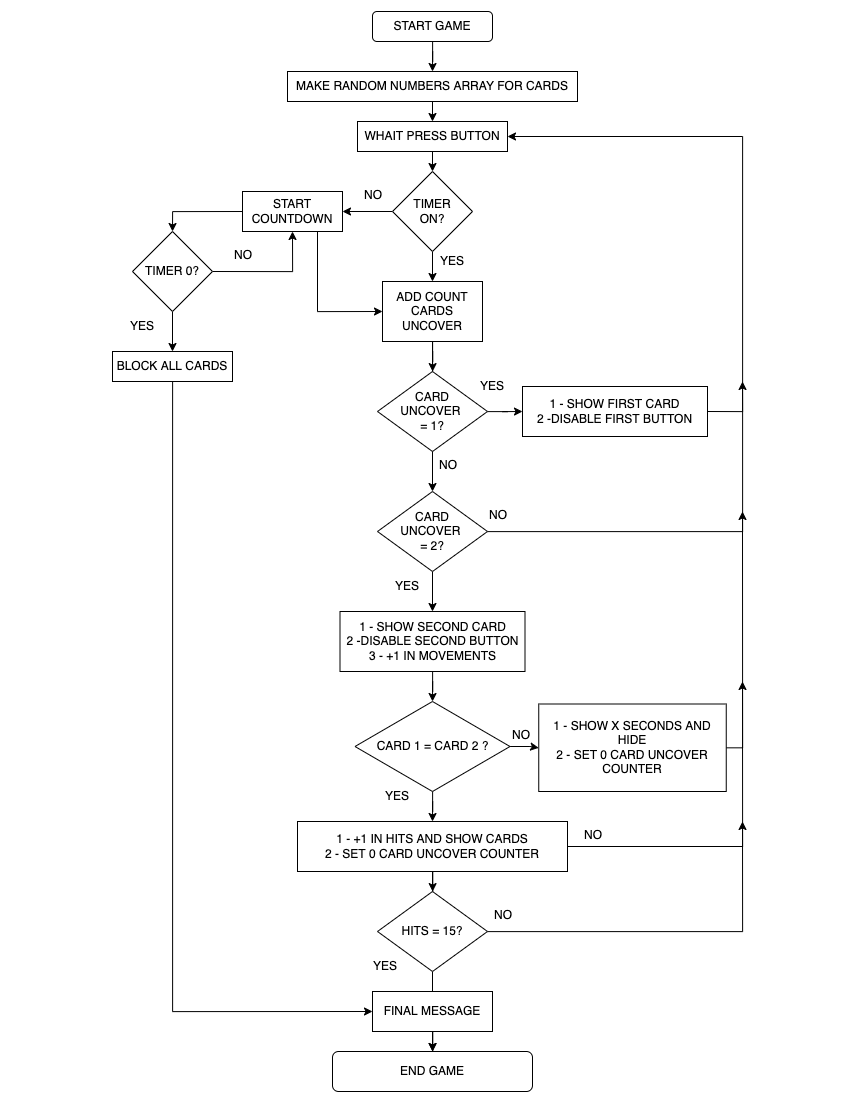 START GAME
MAKE RANDOM NUMBERS ARRAY FOR CARDS
WHAIT PRESS BUTTON
NO
START
COUNTDOWN
TIMER
ON?
TIMER 0?
NO
YES
YES
ADD COUNT
CARDS
UNCOVER
BLOCK ALL CARDS
CARD
UNCOVER
= 1?
YES
1 - SHOW FIRST CARD
2 -DISABLE FIRST BUTTON
NO
CARD
UNCOVER
= 2?
NO
YES
1 - SHOW SECOND CARD
2 -DISABLE SECOND BUTTON
3 - +1 IN MOVEMENTS
CARD 1 = CARD 2 ?
NO
1 - SHOW X SECONDS AND
HIDE
2 - SET 0 CARD UNCOVER
COUNTER
YES
1 - +1 IN HITS AND SHOW CARDS
2 - SET 0 CARD UNCOVER COUNTER
NO
HITS = 15?
NO
YES
FINAL MESSAGE
END GAME